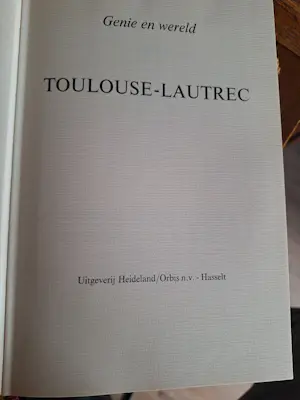 Genie en wereld
TOULOUSE-LAUTREC
Uitgeverij Heideland/Orbis n.v. - Hasselt